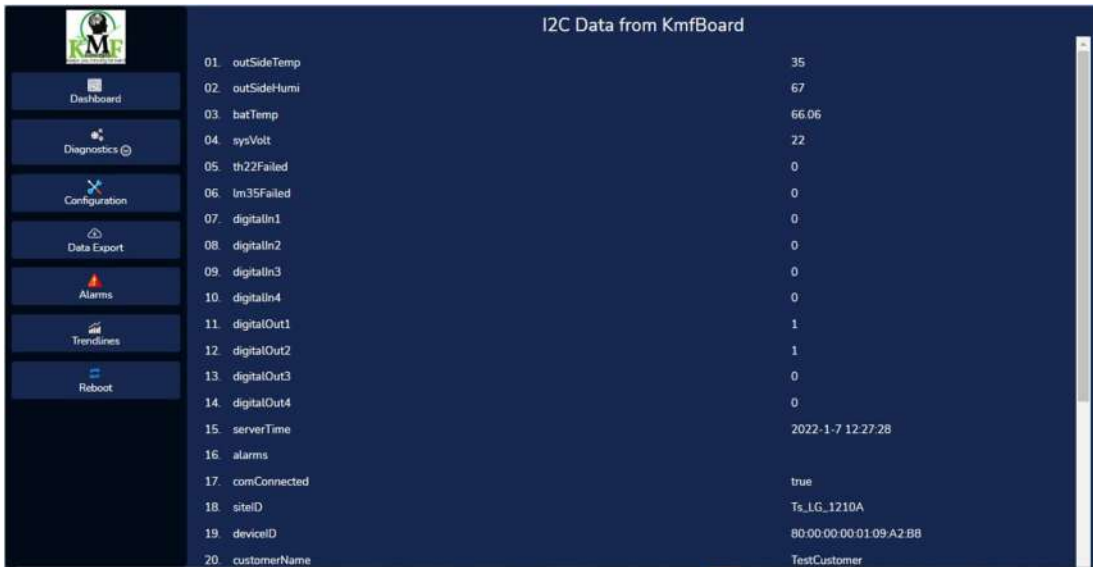 I2C Data from KmfBoard
KMF
Dashboard
Diagnostics
Configuration
Data Export
Alarms
Trendlines
Reboot
01. outSideTemp 35
02. outSideHumi 67
03. batTemp 66.06
04. sysVolt 22
05. th22Failed 0
06. lm35Failed 0
07. digitalIn1 0
08. digitalIn2 0
09. digitalIn3 0
10. digitalIn4 0
11. digitalOut1 1
12. digitalOut2 1
13. digitalOut3 0
14. digitalOut4 0
15. serverTime 2022-1-7 12:27:28
16. alarms
17. comConnected true
18. siteID Ts_LG_1210A
19. deviceID 80:00:00:00:01:09:A2:B8
20. customerName TestCustomer